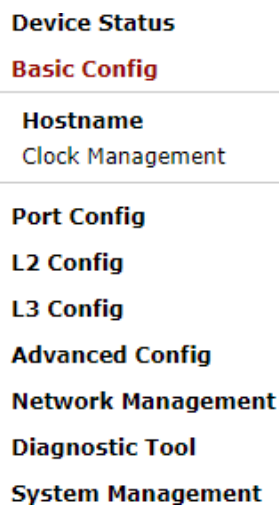 Device Status
Basic Config
Hostname
Clock Management
Port Config
L2 Config
L3 Config
Advanced Config
Network Management
Diagnostic Tool
System Management